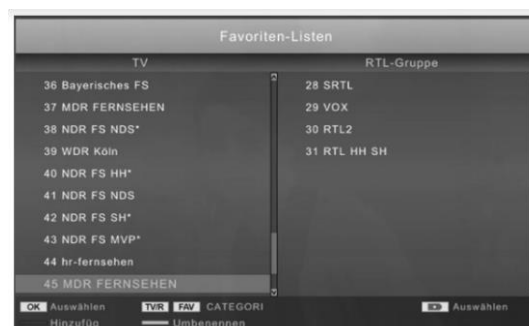 Favoriten-Listen
TV
36 Bayerisches FS
37 MDR FERNSEHEN
38 NDR FS NDS*
39 WDR Köln
40 NDR FS HH*
41 NDR FS NDS
42 NDR FS SH*
43 NDR FS MVP*
44 hr-fernsehen
45 MDR FERNSEHEN
RTL-Gruppe
28 SRTL
29 VOX
30 RTL2
31 RTL HH SH
OK Auswählen TV/R FAV CATEGORI Auswählen
Hinzufüg Umbenennen